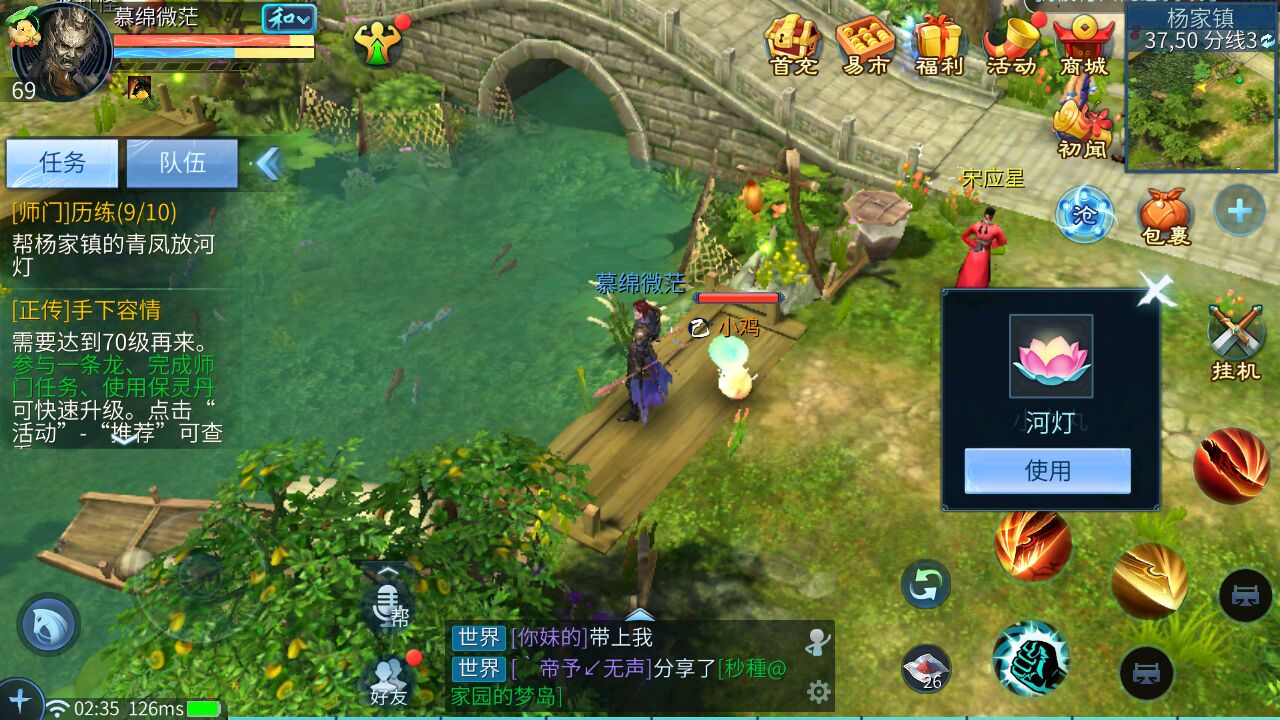 慕绵微茫
和
69
首充
易市
福利
活动
商城
初闻
杨家镇
37,50 分线3
任务
队伍
[师门]历练(9/10)
帮杨家镇的青凤放河
灯
[正传]手下容情
需要达到70级再来。
参与一条龙、完成师
门任务、使用保灵丹
可快速升级。点击“
活动”-“推荐”可查
宋应星
沧
包裹
慕绵微茫
小鸡
河灯
使用
挂机
帮
好友
世界 [你妹的]带上我
世界 [｀帝予↙无声]分享了[秒種@
家园的梦岛]
26
02:35 126ms